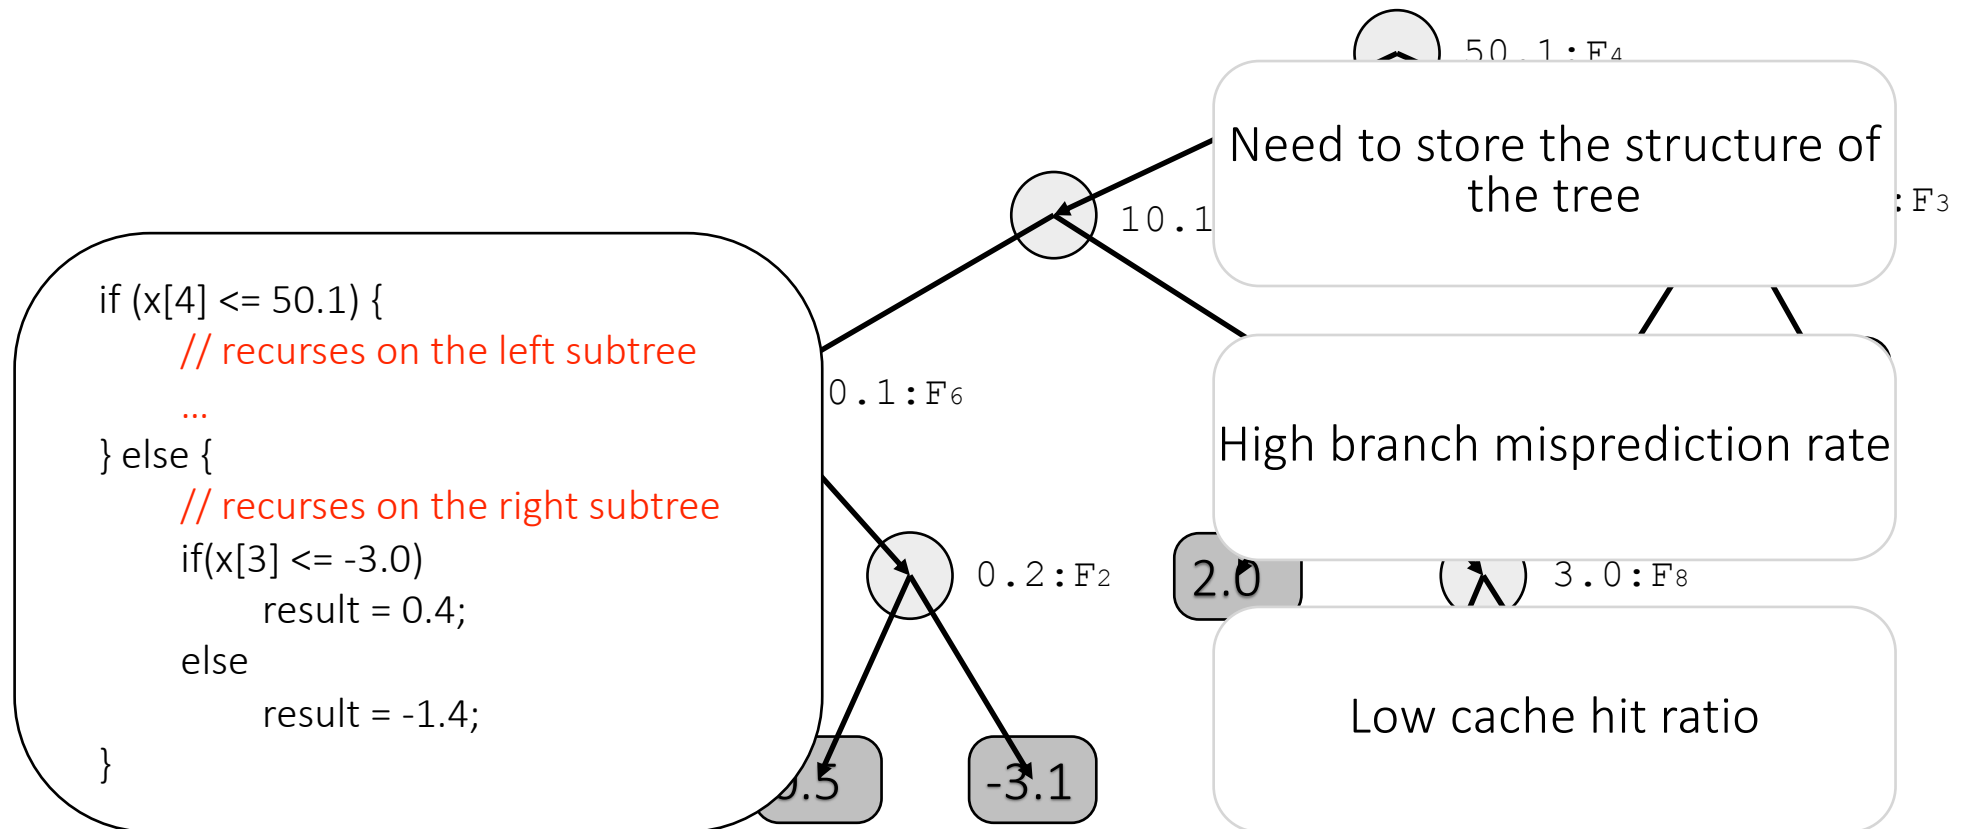 50.1:F4
Need to store the structure of
the tree
10.1
:F3
if (x[4] <= 50.1) {
// recurses on the left subtree
...
} else {
// recurses on the right subtree
if(x[3] <= -3.0)
result = 0.4;
else
result = -1.4;
}
0.1:F6
High branch misprediction rate
0.2:F2
2.0
3.0:F8
Low cache hit ratio
.5
-3.1